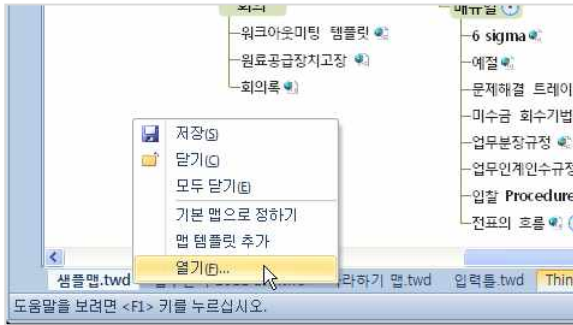 회의
매뉴얼
워크아웃미팅 템플릿
6 sigma
원료공급장치고장
예절
회의록
문제해결 트레이
미수금 회수기법
업무분장규정
업무인계인수규정
입찰 Procedure
전표의 흐름
저장(S)
닫기(C)
모두 닫기(E)
기본 맵으로 정하기
맵 템플릿 추가
열기(F)...
샘플맵.twd
라하기 맵.twd
입력틀.twd
Thin
도움말을 보려면 <F1> 키를 누르십시오.